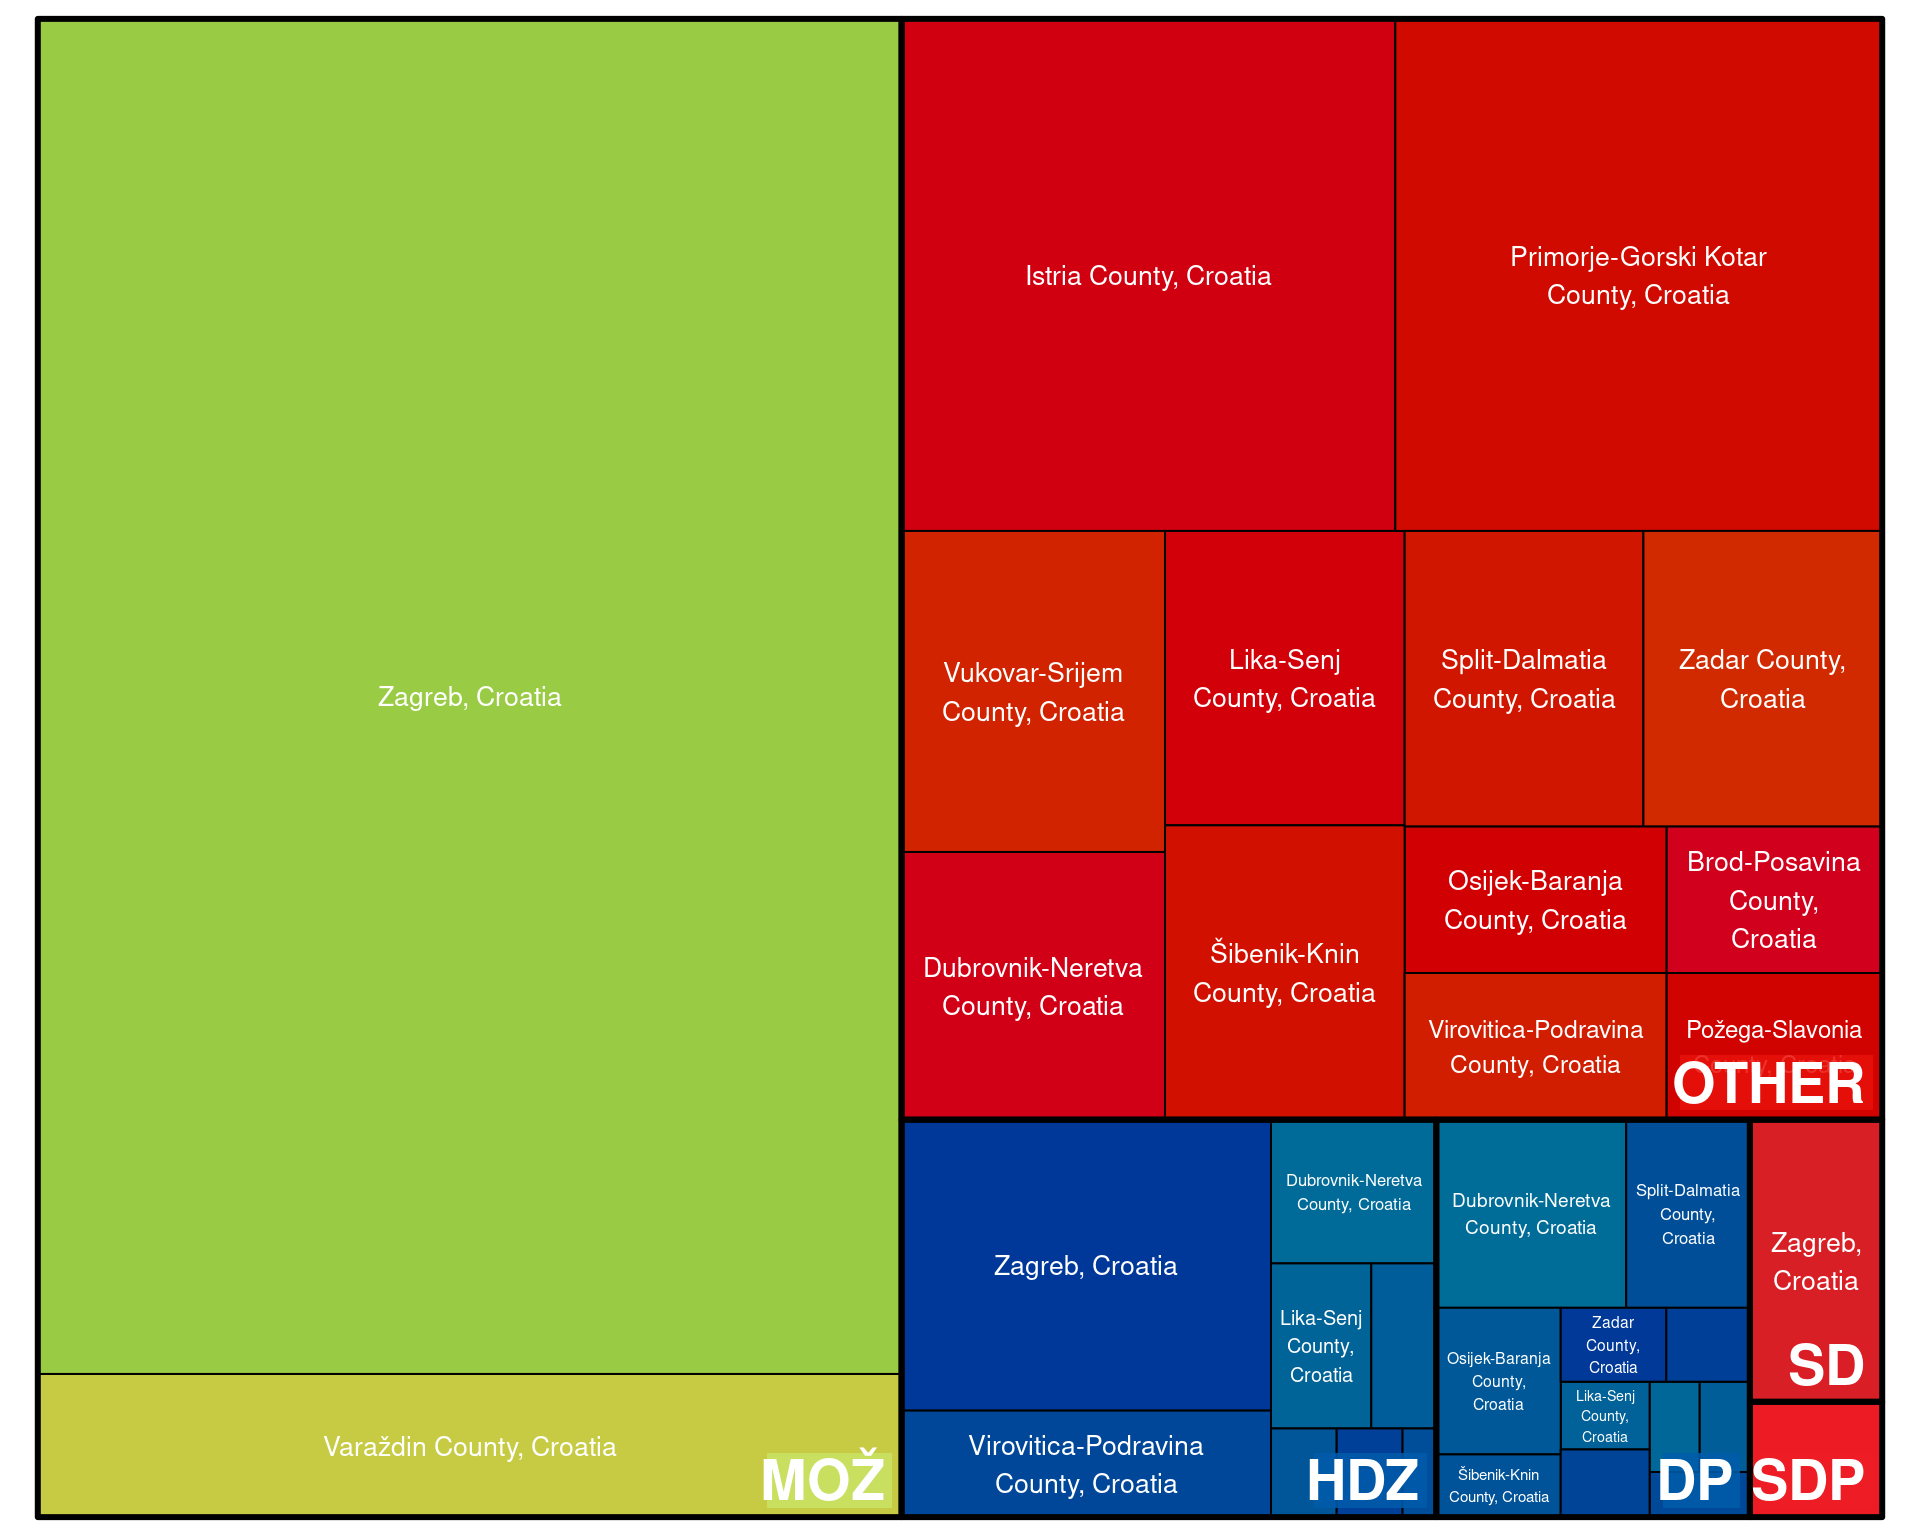 Zagreb, Croatia
Varaždin County, Croatia
MOŽ
Istria County, Croatia
Primorje-Gorski Kotar
County, Croatia
Vukovar-Srijem
County, Croatia
Lika-Senj
County, Croatia
Split-Dalmatia
County, Croatia
Zadar County,
Croatia
Dubrovnik-Neretva
County, Croatia
Šibenik-Knin
County, Croatia
Osijek-Baranja
County, Croatia
Brod-Posavina
County,
Croatia
Virovitica-Podravina
County, Croatia
Požega-Slavonia
OTHER
Zagreb, Croatia
Virovitica-Podravina
County, Croatia
Dubrovnik-Neretva
County, Croatia
Lika-Senj
County,
Croatia
HDZ
Dubrovnik-Neretva
County, Croatia
Split-Dalmatia
County,
Croatia
Osijek-Baranja
County,
Croatia
Zadar
County,
Croatia
Lika-Senj
County,
Croatia
Šibenik-Knin
County, Croatia
DP
Zagreb,
Croatia
SD
SDP